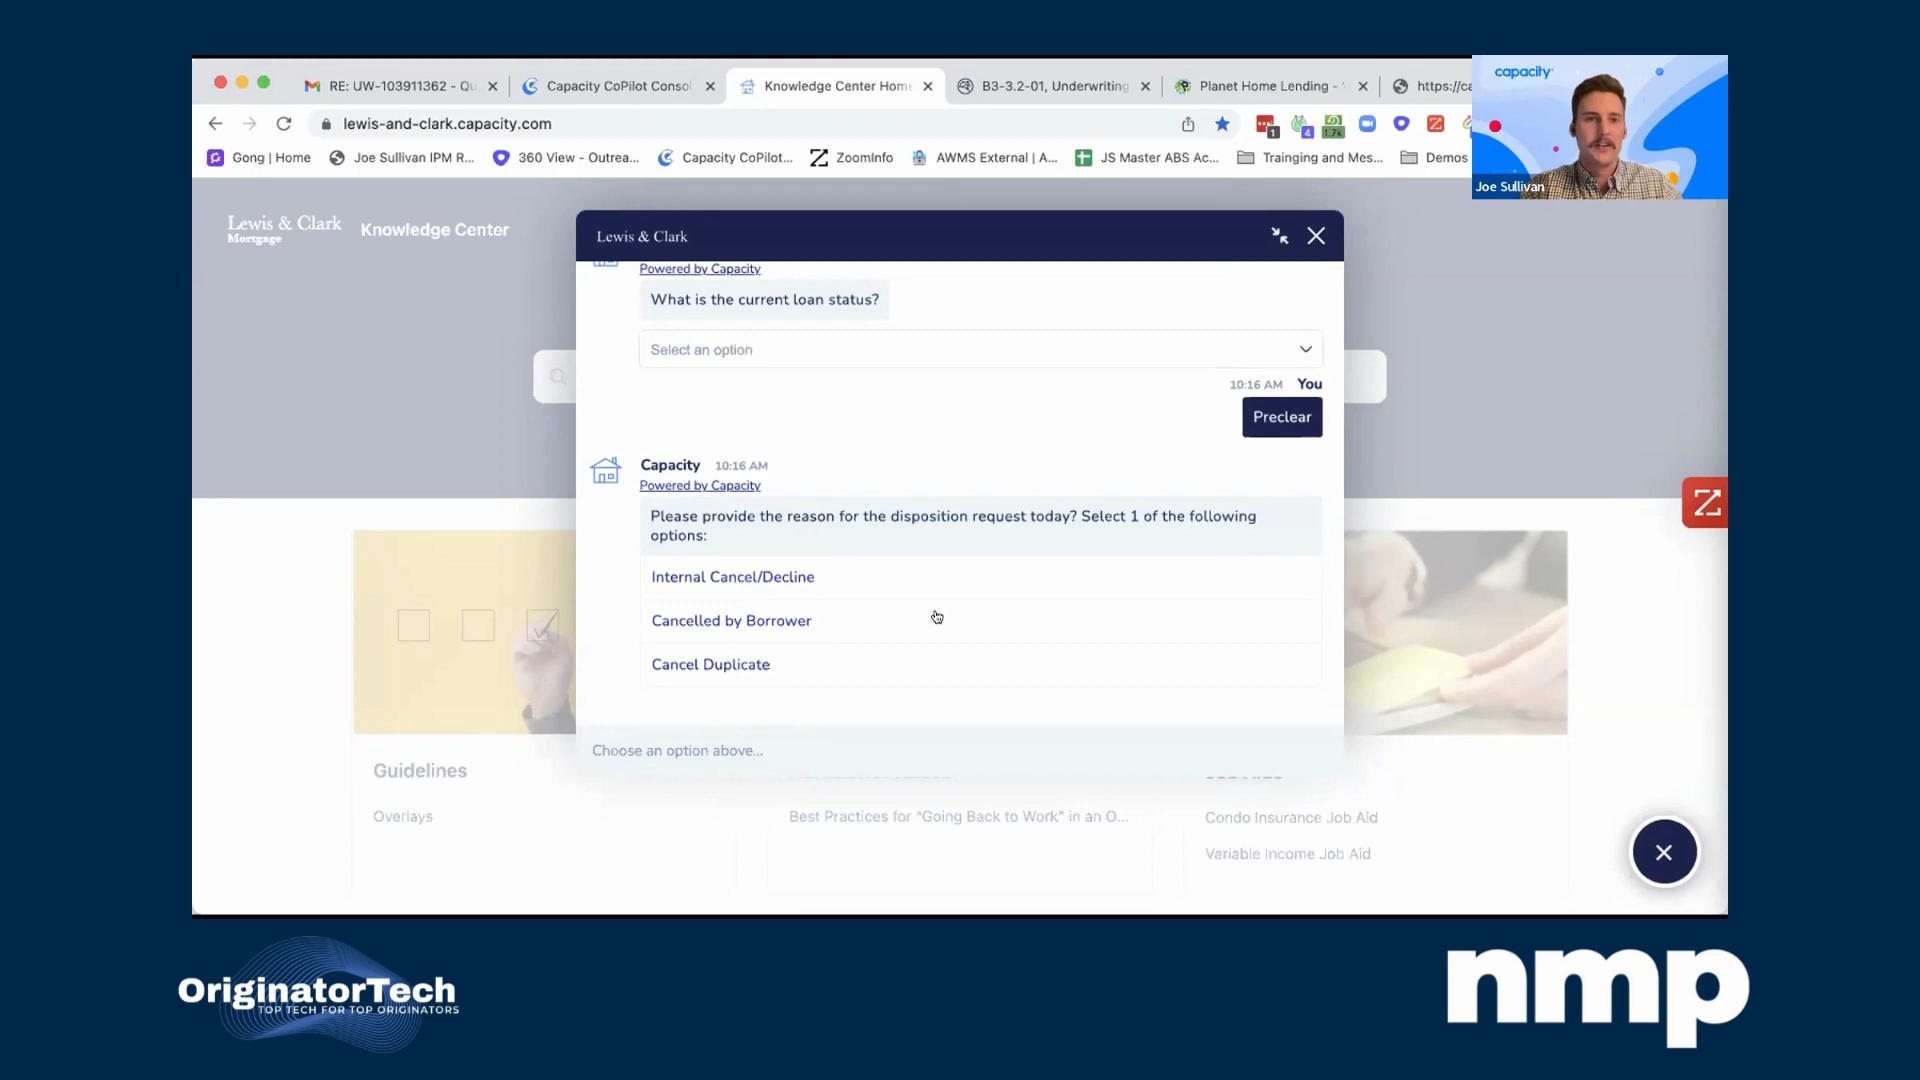 RE: UW-103911362 - Qu
Capacity CoPilot Consol
Knowledge Center Home
B3-3.2-01, Underwriting
Planet Home Lending -
https://ca
lewis-and-clark.capacity.com
1
4
1.7k
Gong | Home
Joe Sullivan IPM R...
360 View - Outrea...
Capacity CoPilot...
ZoomInfo
AWMS External | A...
JS Master ABS Ac...
Trainging and Mes...
Demos
capacity
Joe Sullivan
Lewis & Clark
Mortgage
Knowledge Center
Lewis & Clark
Powered by Capacity
What is the current loan status?
Select an option
10:16 AM You
Preclear
Capacity 10:16 AM
Powered by Capacity
Please provide the reason for the disposition request today? Select 1 of the following
options:
Internal Cancel/Decline
Cancelled by Borrower
Cancel Duplicate
Choose an option above...
Guidelines
Overlays
Best Practices for “Going Back to Work” in an O...
Condo Insurance Job Aid
Variable Income Job Aid
OriginatorTech
TOP TECH FOR TOP ORIGINATORS
nmp